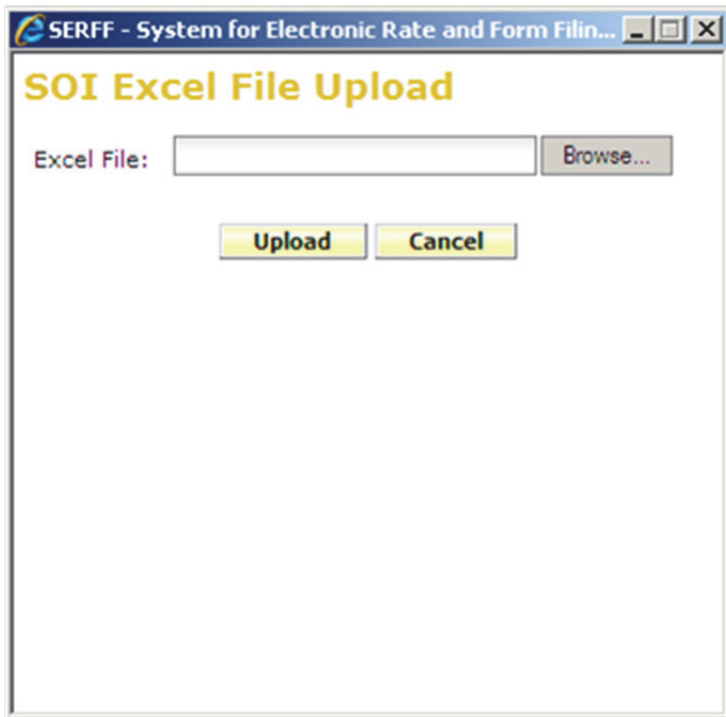 SERFF - System for Electronic Rate and Form Filin...
SOI Excel File Upload
Excel File: Browse...
Upload Cancel